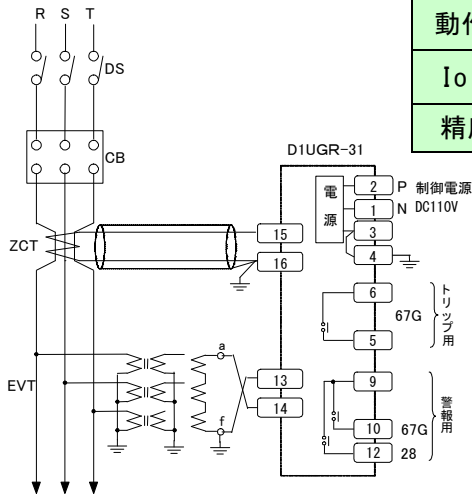 R S T
DS
CB
ZCT
EVT
a
f
動作
Io
精度
D1UGR-31
電源
2 P 制御電源
1 N DC110V
3
4
15
16
6
67G
5
トリップ用
13
14
9
10 67G
12 28
警報用